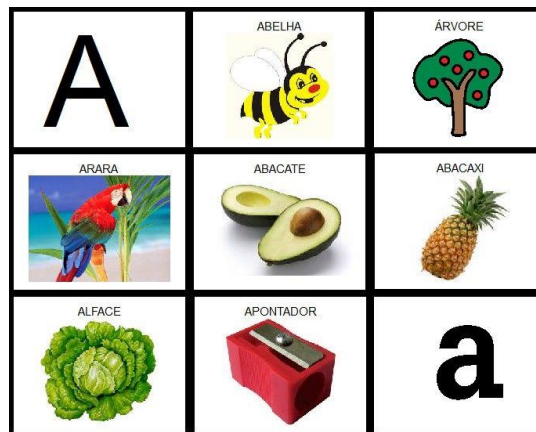 A
ABELHA
ÁRVORE
ARARA
ABACATE
ABACAXI
ALFACE
APONTADOR
a